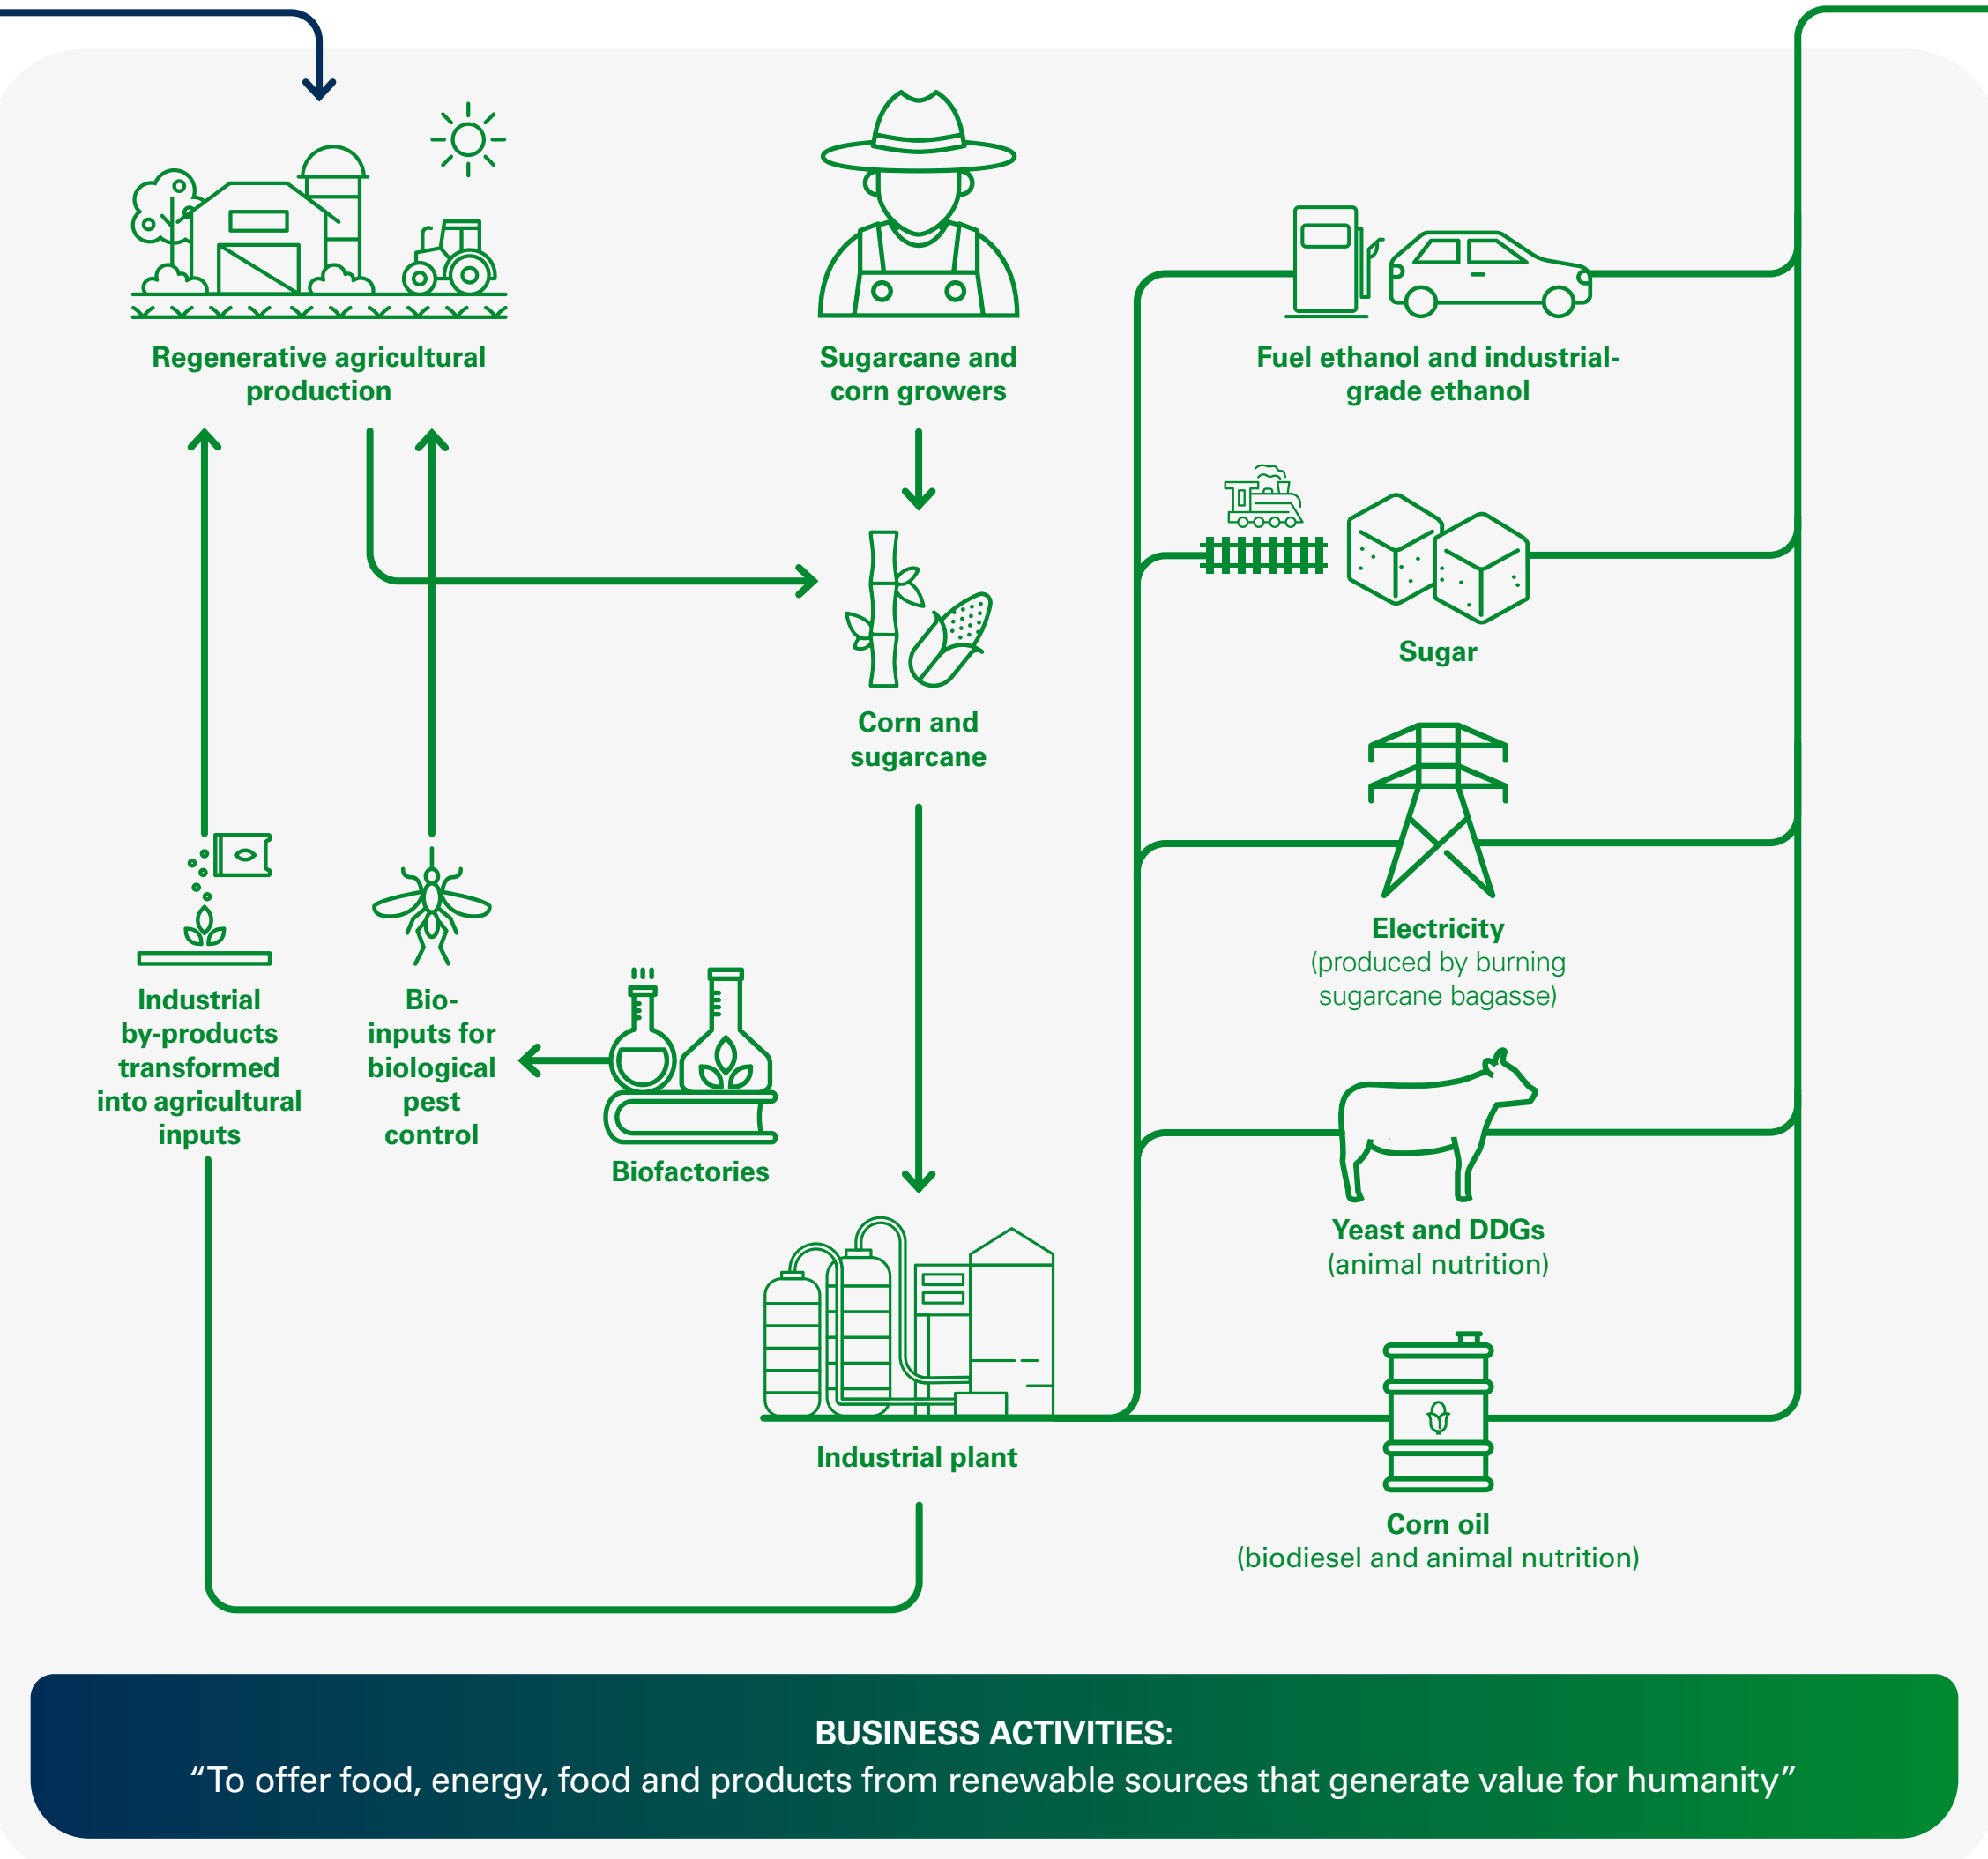 Regenerative agricultural
production
Sugarcane and
corn growers
Fuel ethanol and industrial-
grade ethanol
Sugar
Corn and
sugarcane
Electricity
(produced by burning
sugarcane bagasse)
Industrial
by-products
transformed
into agricultural
inputs
Bio-
inputs for
biological
pest
control
Biofactories
Yeast and DDGs
(animal nutrition)
Industrial plant
Corn oil
(biodiesel and animal nutrition)
BUSINESS ACTIVITIES:
“To offer food, energy, food and products from renewable sources that generate value for humanity”